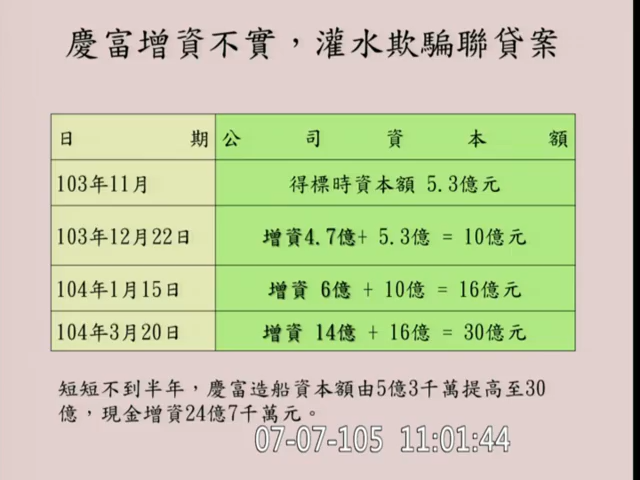 慶富增資不實，灌水欺騙聯貸案
日期 公司資本額
103年11月 得標時資本額 5.3億元
103年12月22日 增資4.7億+ 5.3億 = 10億元
104年1月15日 增資 6億 + 10億 = 16億元
104年3月20日 增資 14億 + 16億 = 30億元
短短不到半年，慶富造船資本額由5億3千萬提高至30
億，現金增資24億7千萬元。
07-07-105 11:01:44